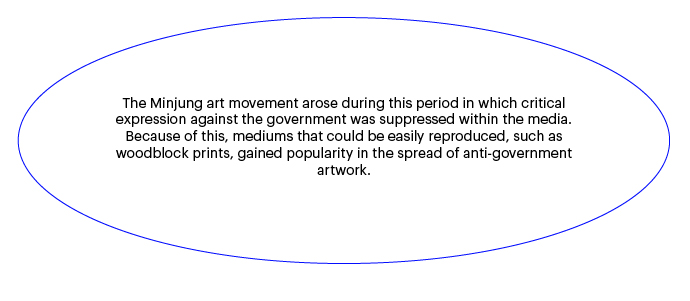 The Minjung art movement arose during this period in which critical
expression against the government was suppressed within the media.
Because of this, mediums that could be easily reproduced, such as
woodblock prints, gained popularity in the spread of anti-government
artwork.